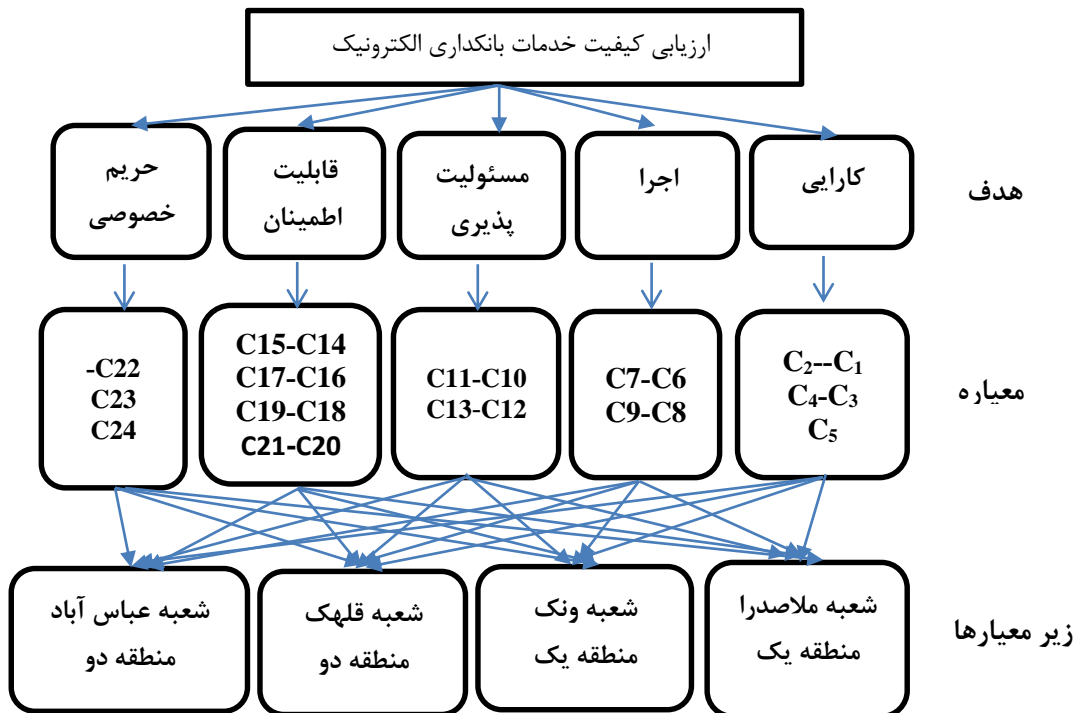 ارزیابی کیفیت خدمات بانکداری الکترونیک
هدف
کارایی
اجرا
مسئولیت
پذیری
قابلیت
اطمینان
حریم
خصوصی
معیاره
C₂--C₁
C₄-C₃
C₅
C7-C6
C9-C8
C11-C10
C13-C12
C15-C14
C17-C16
C19-C18
C21-C20
-C22
C23
C24
زیر معیارها
شعبه ملاصدرا
منطقه یک
شعبه ونک
منطقه یک
شعبه قلهک
منطقه دو
شعبه عباس آباد
منطقه دو